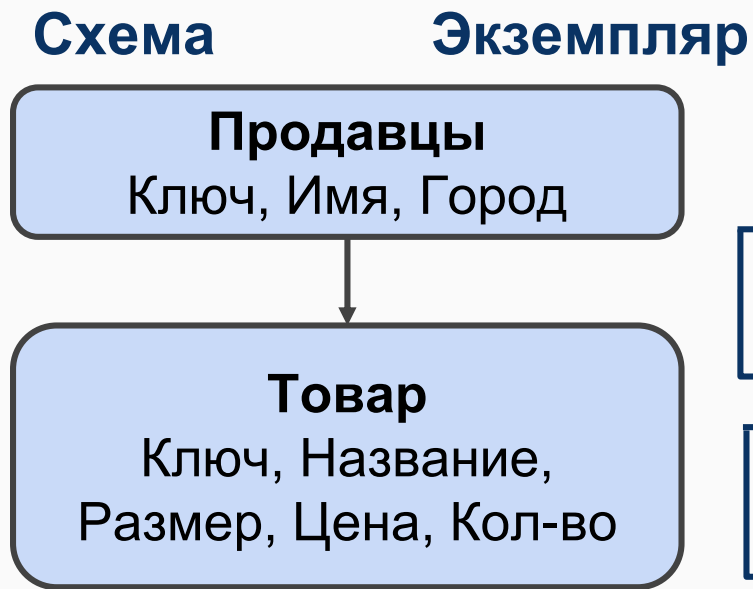 Схема Экземпляр
Продавцы
Ключ, Имя, Город
Товар
Ключ, Название,
Размер, Цена, Кол-во